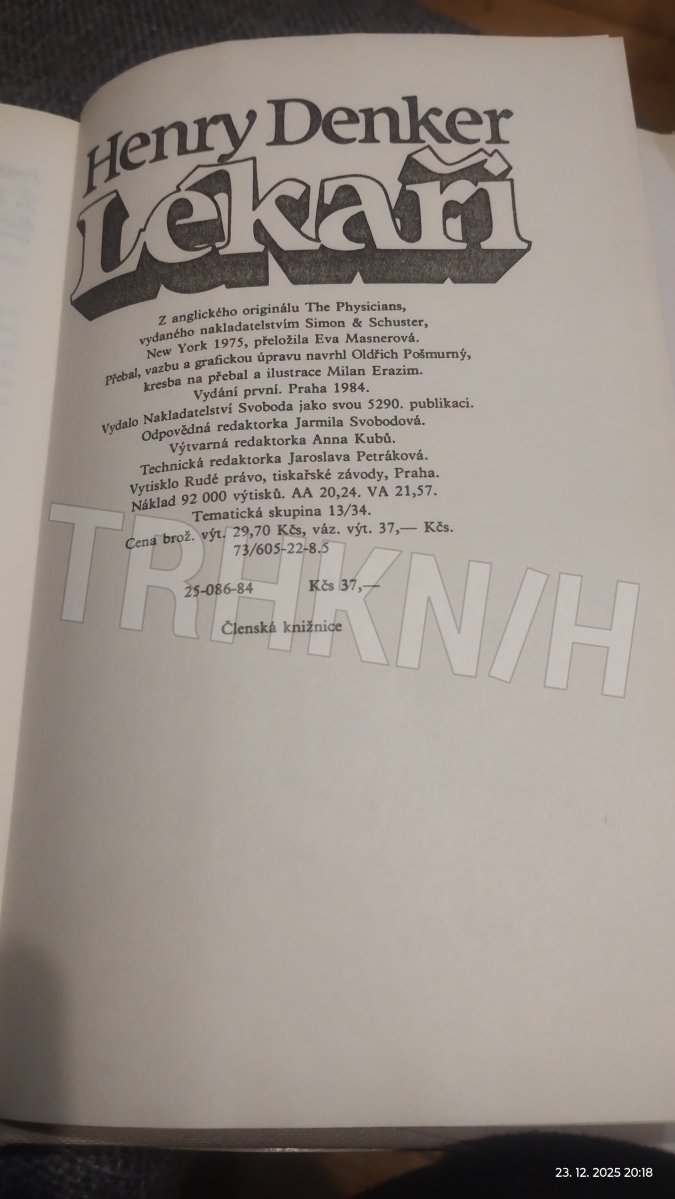 Henry Denker
Lékaři
Z anglického originálu The Physicians,
vydaného nakladatelstvím Simon & Schuster,
New York 1975, přeložila Eva Masnerová.
Přebal, vazbu a grafickou úpravu navrhl Oldřich Pošmurný,
kresba na přebal a ilustrace Milan Erazim.
Vydání první. Praha 1984.
Vydalo Nakladatelství Svoboda jako svou 5290. publikaci.
Odpovědná redaktorka Jarmila Svobodová.
Výtvarná redaktorka Anna Kubů.
Technická redaktorka Jaroslava Petráková.
Vytisklo Rudé právo, tiskařské závody, Praha.
Náklad 92 000 výtisků. AA 20,24. VA 21,57.
Tematická skupina 13/34.
Cena brož. výt. 29,70 Kčs, váz. výt. 37,— Kčs.
73/605-22-8.5
25-086-84 Kčs 37,—
Členská knižnice
TRHKN/H
23. 12. 2025 20:18